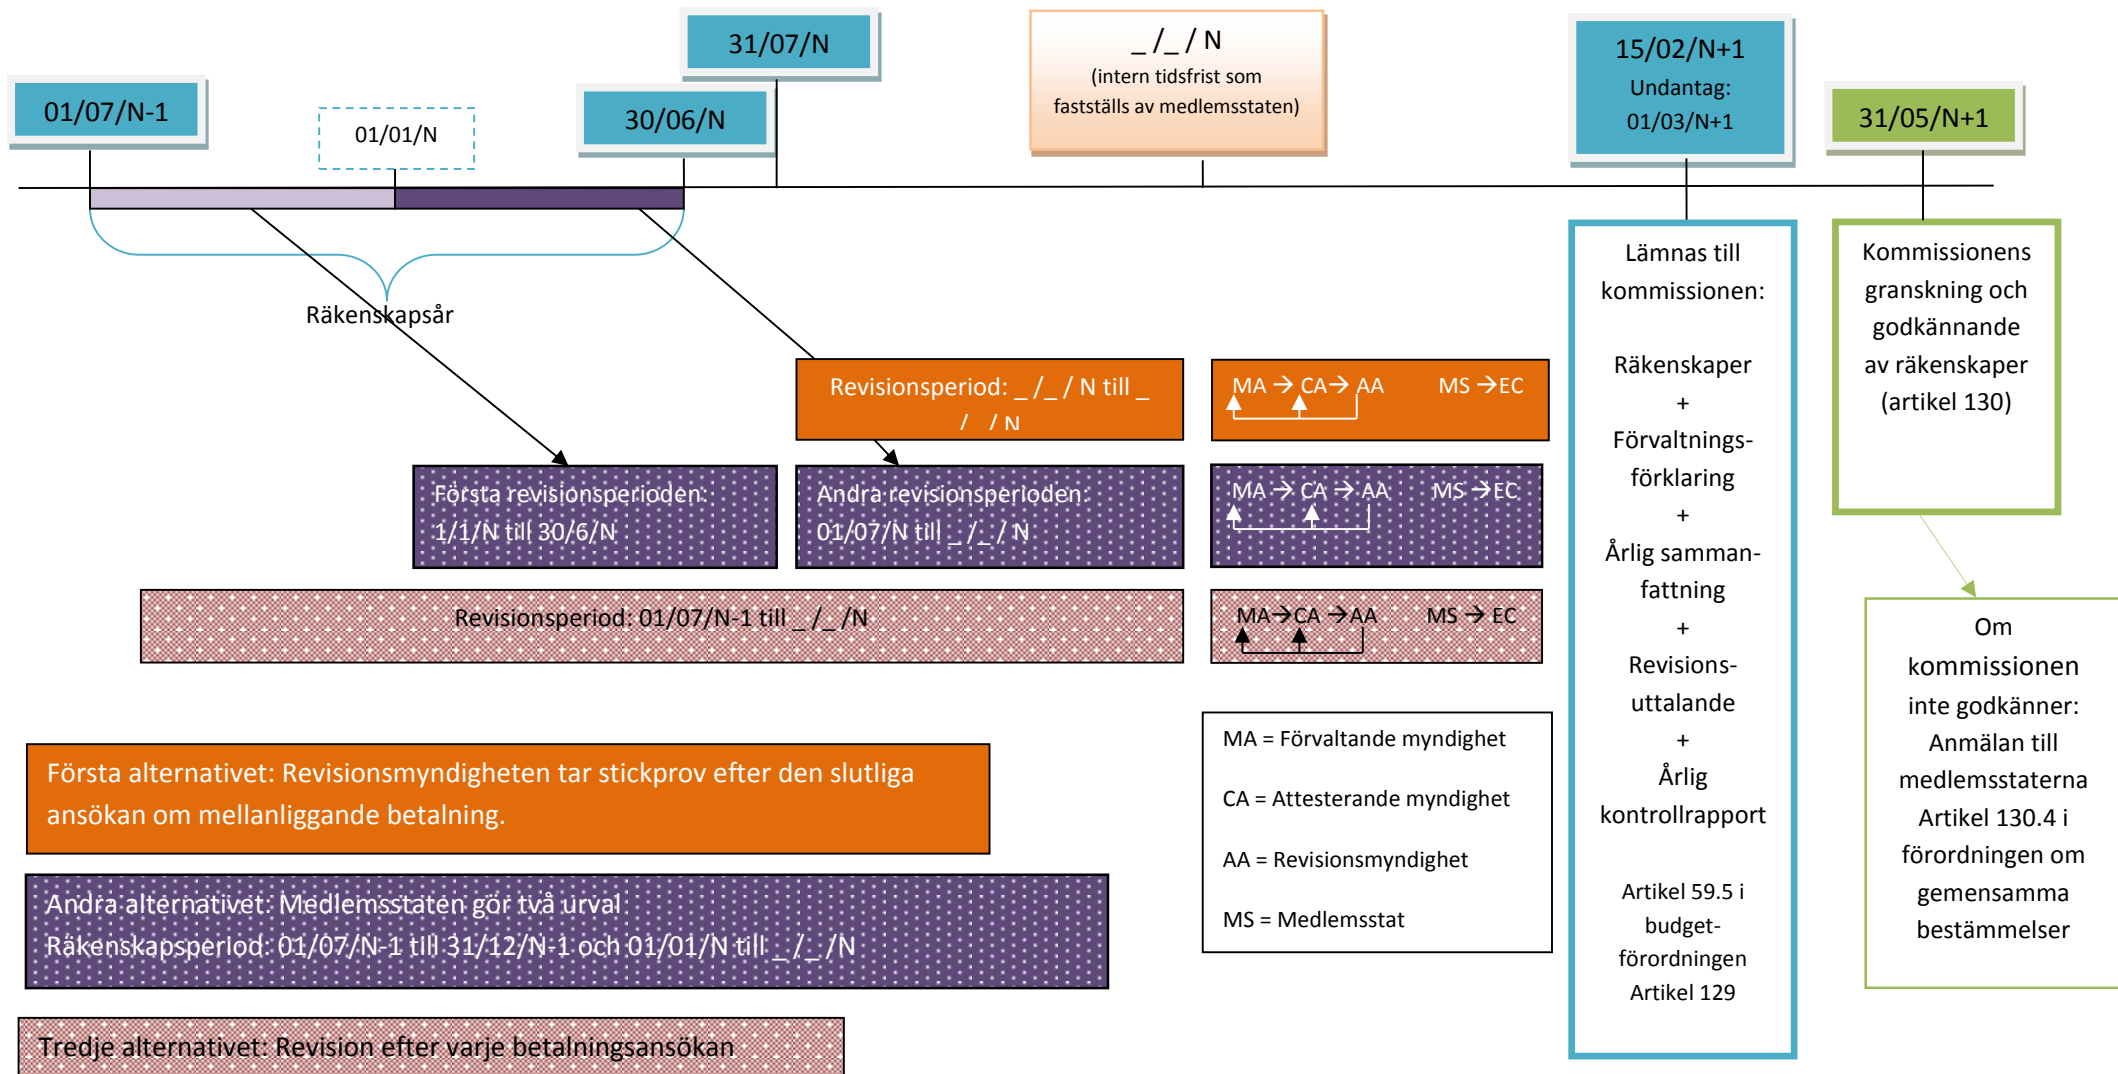 31/07/N
_ /_ / N
(intern tidsfrist som
fastställs av medlemsstaten)
15/02/N+1
Undantag:
01/03/N+1
01/07/N-1
01/01/N
30/06/N
31/05/N+1
Räkenskapsår
Lämnas till
kommissionen:
Räkenskaper
+
Förvaltnings-
förklaring
+
Årlig samman-
fattning
+
Revisions-
uttalande
+
Årlig
kontrollrapport
Artikel 59.5 i
budget-
förordningen
Artikel 129
Kommissionens
granskning och
godkännande
av räkenskaper
(artikel 130)
Om
kommissionen
inte godkänner:
Anmälan till
medlemsstaterna
Artikel 130.4 i
förordningen om
gemensamma
bestämmelser
Revisionsperiod: _ /_ / N till _
/ _ / N
MA → CA → AA MS → EC
Första revisionsperioden:
1/1/N till 30/6/N
Andra revisionsperioden:
01/07/N till _ /_ / N
MA → CA → AA MS → EC
Revisionsperiod: 01/07/N-1 till _ /_ /N
MA → CA → AA MS → EC
MA = Förvaltande myndighet
CA = Attesterande myndighet
AA = Revisionsmyndighet
MS = Medlemsstat
Första alternativet: Revisionsmyndigheten tar stickprov efter den slutliga
ansökan om mellanliggande betalning.
Andra alternativet: Medlemsstaten gör två urval
Räkenskapsperiod: 01/07/N-1 till 31/12/N-1 och 01/01/N till _ /_ /N
Tredje alternativet: Revision efter varje betalningsansökan